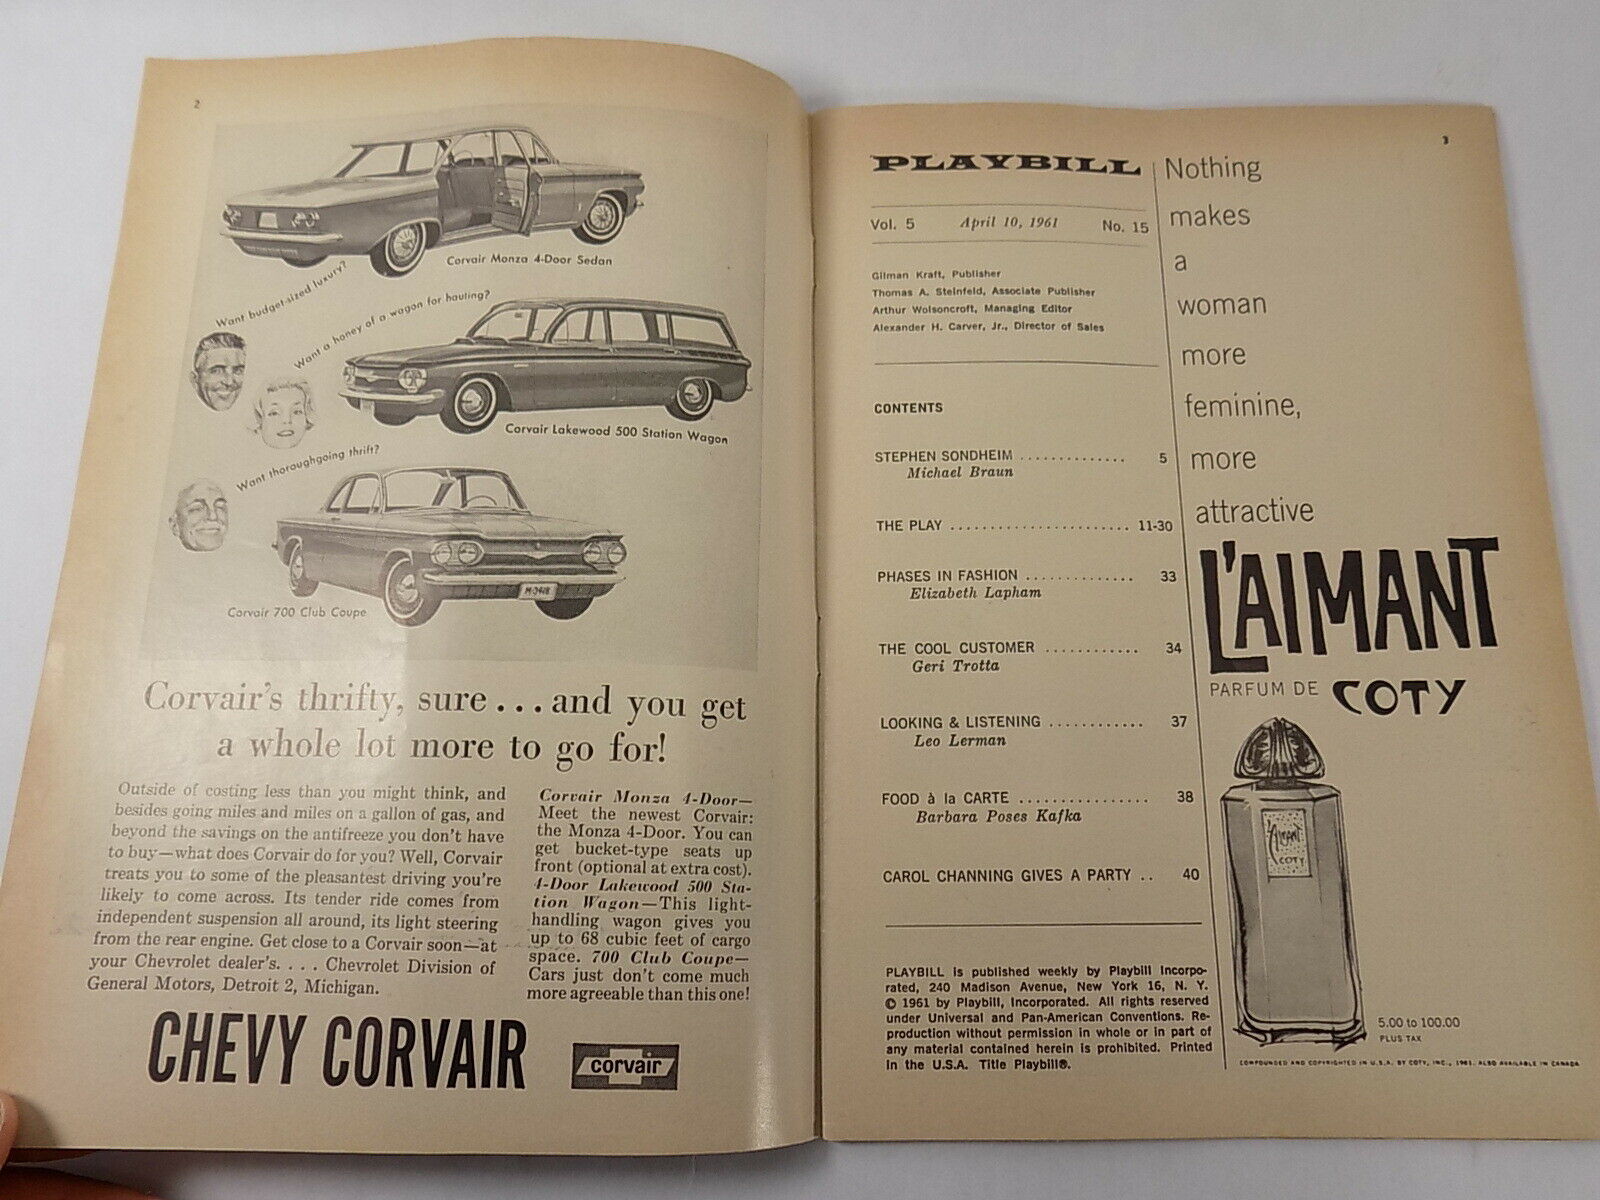 2
Corvair Monza 4-Door Sedan
Want budget-sized luxury?
Want a honey of a wagon for hauling?
Corvair Lakewood 500 Station Wagon
Want thoroughgoing thrift?
Corvair 700 Club Coupe
Corvair's thrifty, sure . . . and you get
a whole lot more to go for!
Outside of costing less than you might think, and
besides going miles and miles on a gallon of gas, and
beyond the savings on the antifreeze you don't have
to buy—what does Corvair do for you? Well, Corvair
treats you to some of the pleasantest driving you're
likely to come across. Its tender ride comes from
independent suspension all around, its light steering
from the rear engine. Get close to a Corvair soon—at
your Chevrolet dealer's. . . . Chevrolet Division of
General Motors, Detroit 2, Michigan.
Corvair Monza 4-Door—
Meet the newest Corvair:
the Monza 4-Door. You can
get bucket-type seats up
front (optional at extra cost).
4-Door Lakewood 500 Sta-
tion Wagon—This light-
handling wagon gives you
up to 68 cubic feet of cargo
space. 700 Club Coupe—
Cars just don't come much
more agreeable than this one!
CHEVY CORVAIR
corvair
3
PLAYBILL
Vol. 5 April 10, 1961 No. 15
Gilman Kraft, Publisher
Thomas A. Steinfeld, Associate Publisher
Arthur Wolsoncroft, Managing Editor
Alexander H. Carver, Jr., Director of Sales
CONTENTS
STEPHEN SONDHEIM . . . . . . . . . . . . . 5
Michael Braun
THE PLAY . . . . . . . . . . . . . . . . . . . . . . . 11-30
PHASES IN FASHION . . . . . . . . . . . . . 33
Elizabeth Lapham
THE COOL CUSTOMER . . . . . . . . . . . . 34
Geri Trotta
LOOKING & LISTENING . . . . . . . . . . . . 37
Leo Lerman
FOOD à la CARTE . . . . . . . . . . . . . . . . 38
Barbara Poses Kafka
CAROL CHANNING GIVES A PARTY . . 40
PLAYBILL is published weekly by Playbill Incorpo-
rated, 240 Madison Avenue, New York 16, N. Y.
© 1961 by Playbill, Incorporated. All rights reserved
under Universal and Pan-American Conventions. Re-
production without permission in whole or in part of
any material contained herein is prohibited. Printed
in the U.S.A. Title Playbill®.
Nothing
makes
a
woman
more
feminine,
more
attractive
L'AIMANT
PARFUM DE COTY
L'AIMANT
COTY
5.00 to 100.00
PLUS TAX
COMPOUNDED AND COPYRIGHTED IN U.S.A. BY COTY, INC., 1961. ALSO AVAILABLE IN CANADA